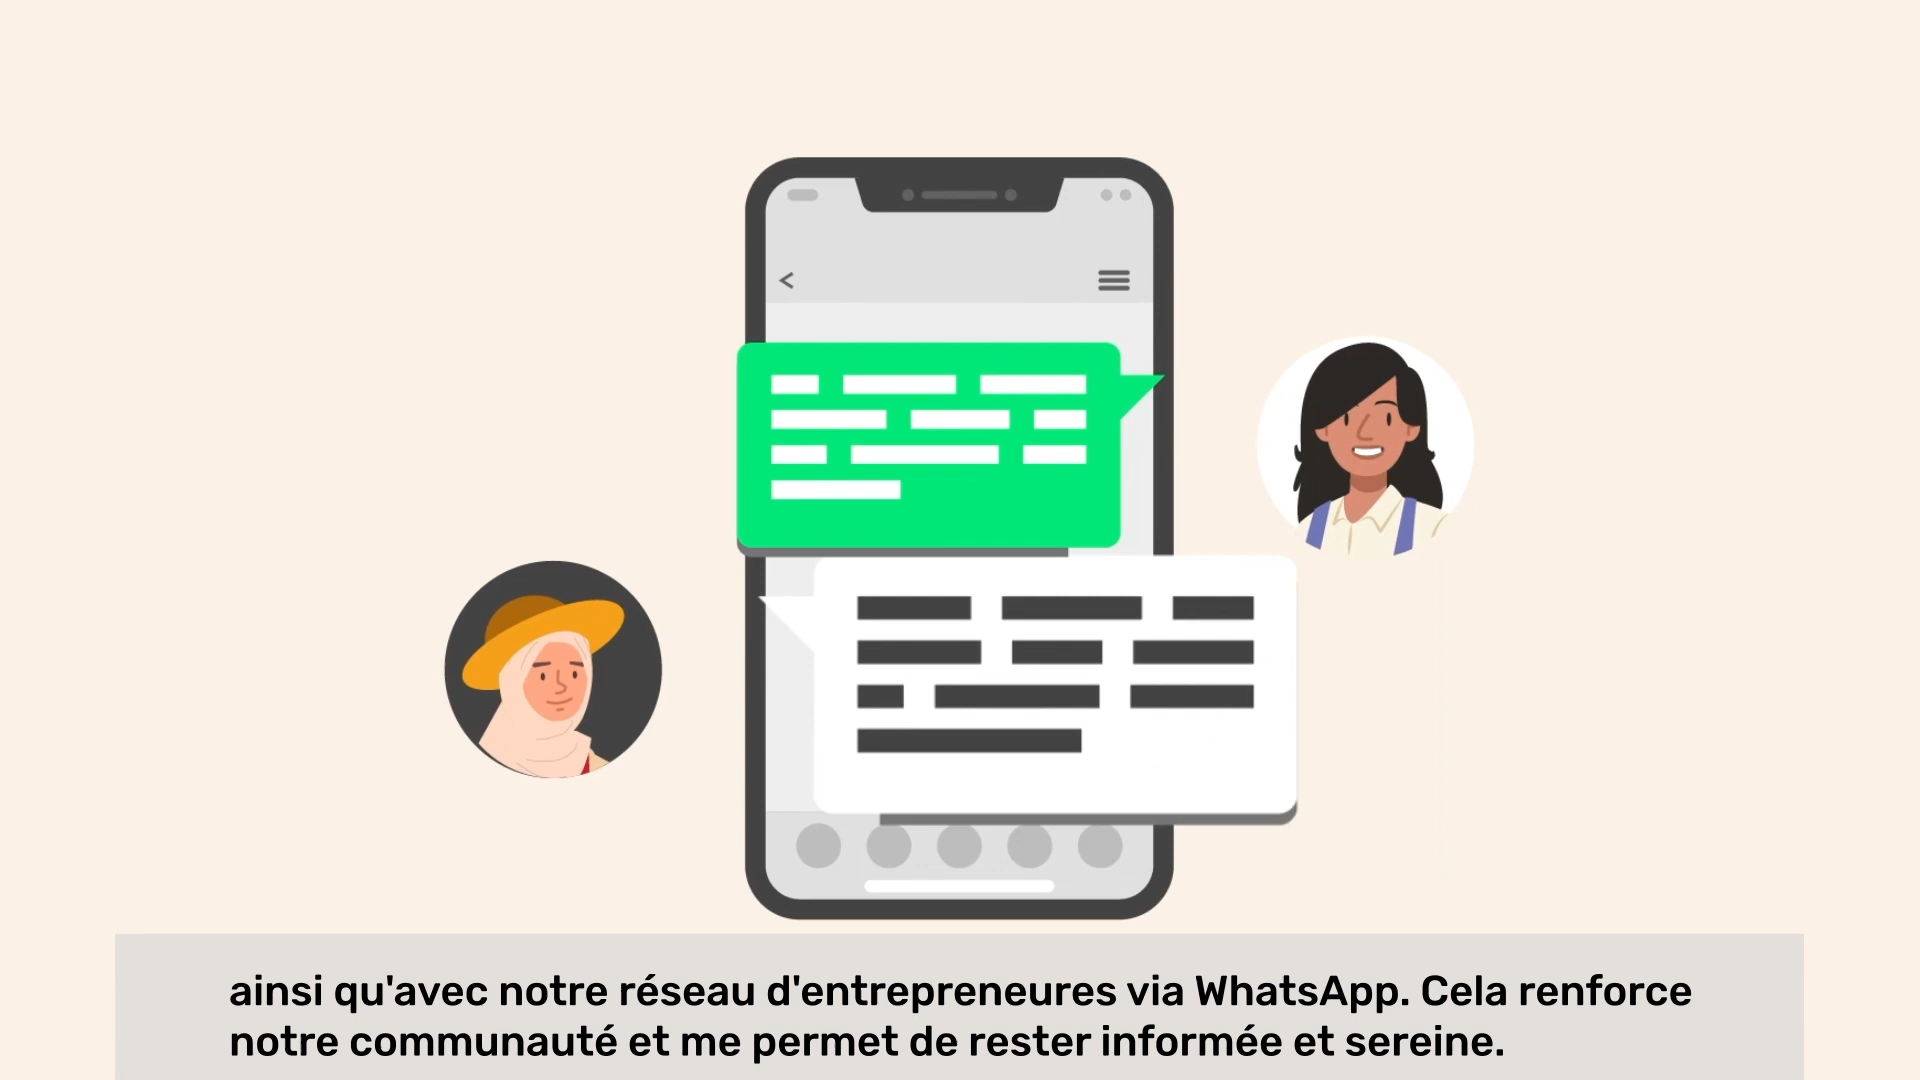 ainsi qu'avec notre réseau d'entrepreneures via WhatsApp. Cela renforce
notre communauté et me permet de rester informée et sereine.